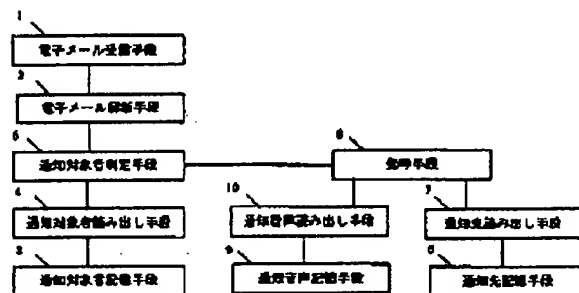 1
電子メール受信手段
2
電子メール解析手段
5
通知対象者判定手段
8
発呼手段
4
通知対象者読み出し手段
10
通知音声読み出し手段
7
通知先読み出し手段
3
通知対象者記憶手段
9
通知音声記憶手段
6
通知先記憶手段